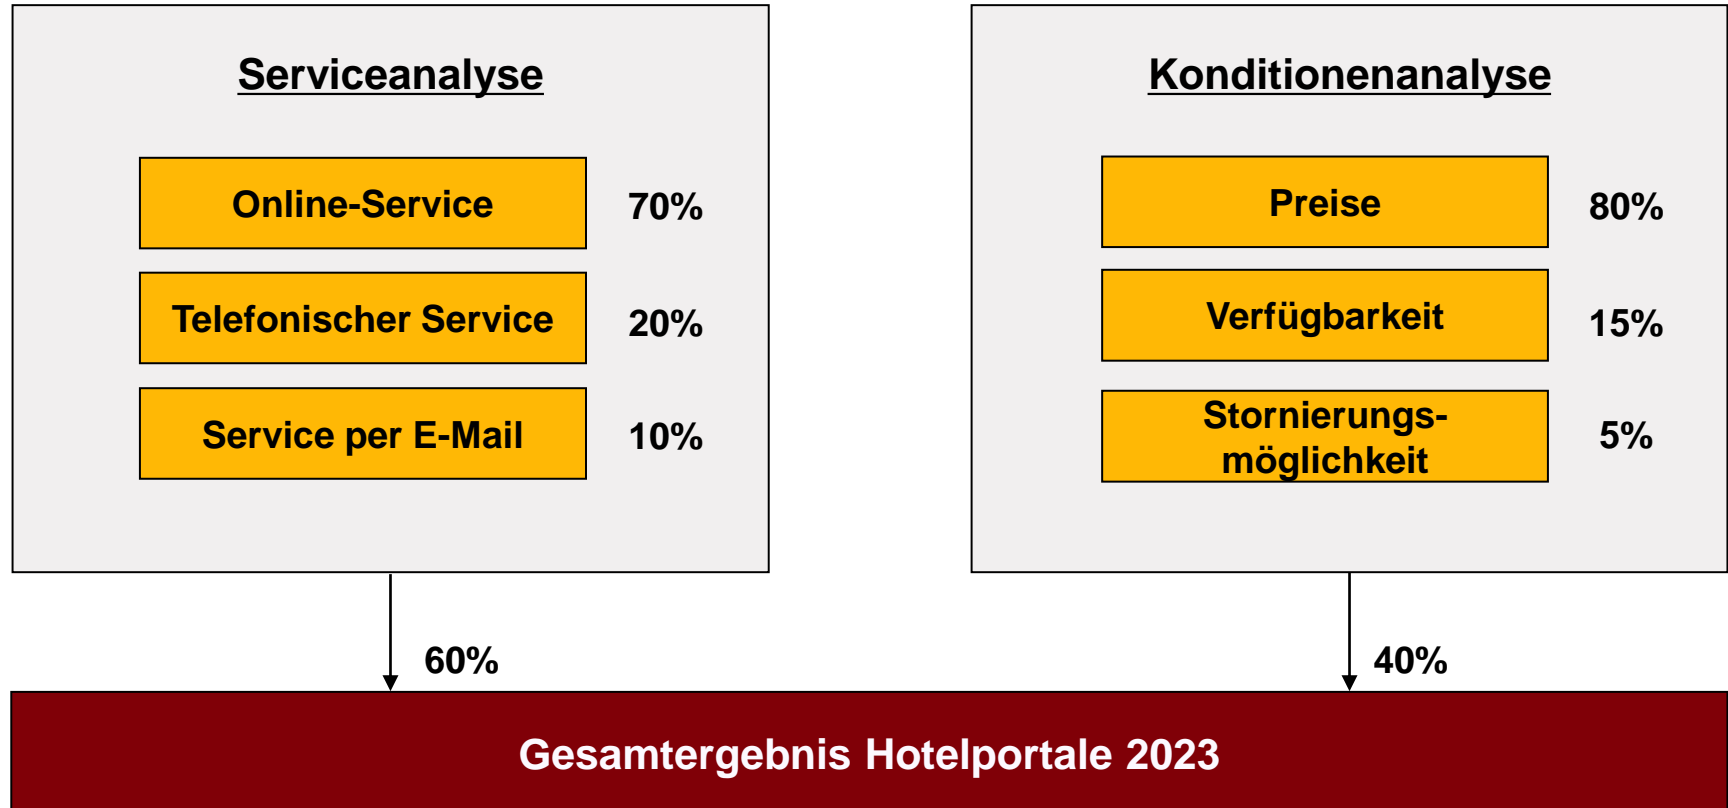 Serviceanalyse
Online-Service 70%
Telefonischer Service 20%
Service per E-Mail 10%
60%
Konditionenanalyse
Preise 80%
Verfügbarkeit 15%
Stornierungs-
möglichkeit 5%
40%
Gesamtergebnis Hotelportale 2023